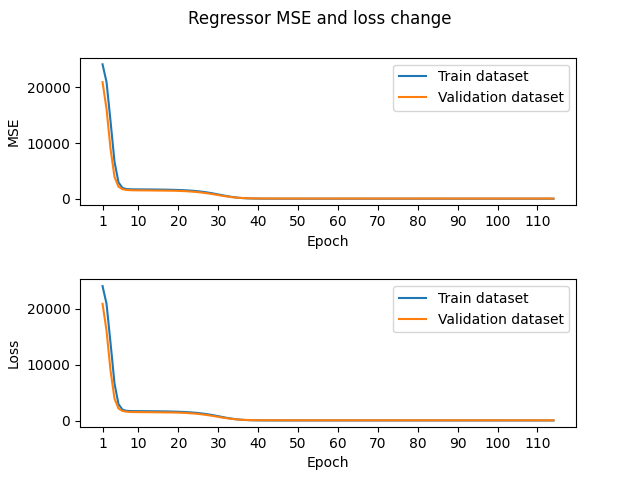 Regressor MSE and loss change
MSE
20000
10000
0
Train dataset
Validation dataset
1 10 20 30 40 50 60 70 80 90 100 110
Epoch
Loss
20000
10000
0
Train dataset
Validation dataset
1 10 20 30 40 50 60 70 80 90 100 110
Epoch